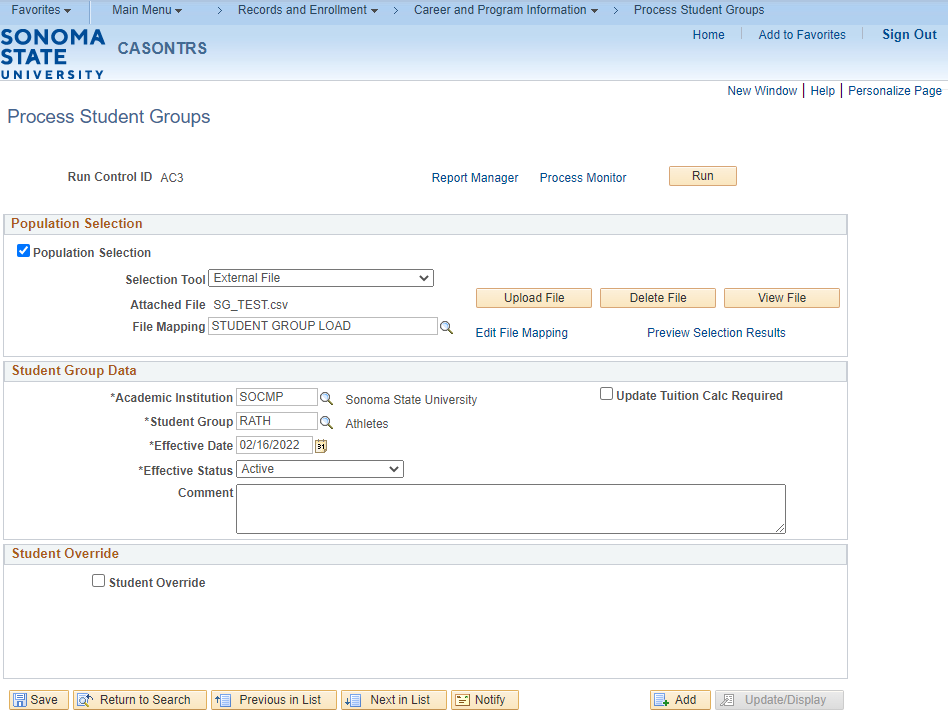 Favorites Main Menu > Records and Enrollment > Career and Program Information > Process Student Groups
SONOMA
STATE
UNIVERSITY
CASONTRS
Home Add to Favorites Sign Out
New Window Help Personalize Page
Process Student Groups
Run Control ID AC3 Report Manager Process Monitor Run
Population Selection
Population Selection
Selection Tool External File
Attached File SG_TEST.csv Upload File Delete File View File
File Mapping STUDENT GROUP LOAD Edit File Mapping Preview Selection Results
Student Group Data
*Academic Institution SOCMP Sonoma State University Update Tuition Calc Required
*Student Group RATH Athletes
*Effective Date 02/16/2022 31
*Effective Status Active
Comment
Student Override
Student Override
Save Return to Search Previous in List Next in List Notify Add Update/Display